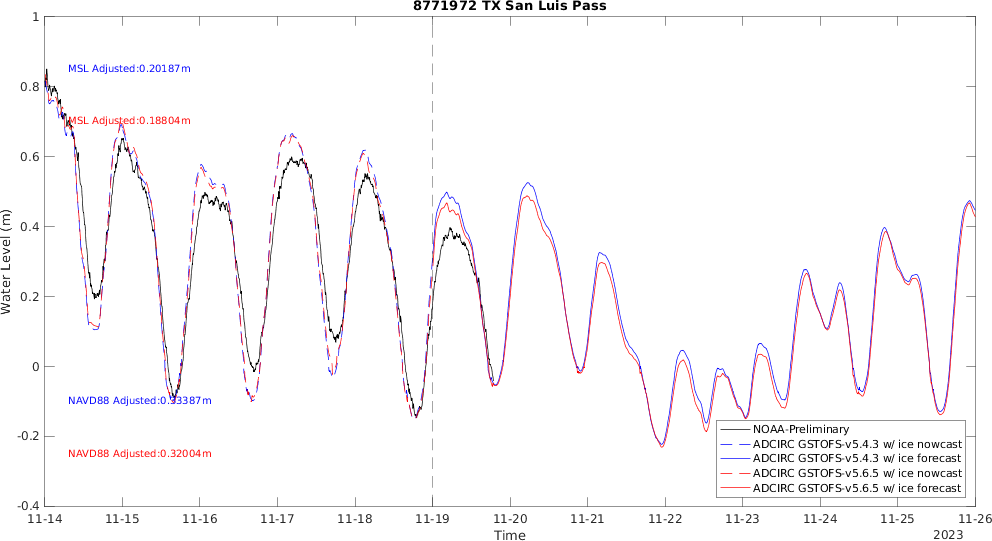 8771972 TX San Luis Pass
1
0.8
0.6
0.4
0.2
0
-0.2
-0.4
Water Level (m)
MSL Adjusted:0.20187m
MSL Adjusted:0.18804m
NAVD88 Adjusted:0.33387m
NAVD88 Adjusted:0.32004m
NOAA-Preliminary
ADCIRC GSTOFS-v5.4.3 w/ ice nowcast
ADCIRC GSTOFS-v5.4.3 w/ ice forecast
ADCIRC GSTOFS-v5.6.5 w/ ice nowcast
ADCIRC GSTOFS-v5.6.5 w/ ice forecast
11-14 11-15 11-16 11-17 11-18 11-19 11-20 11-21 11-22 11-23 11-24 11-25 11-26
Time
2023